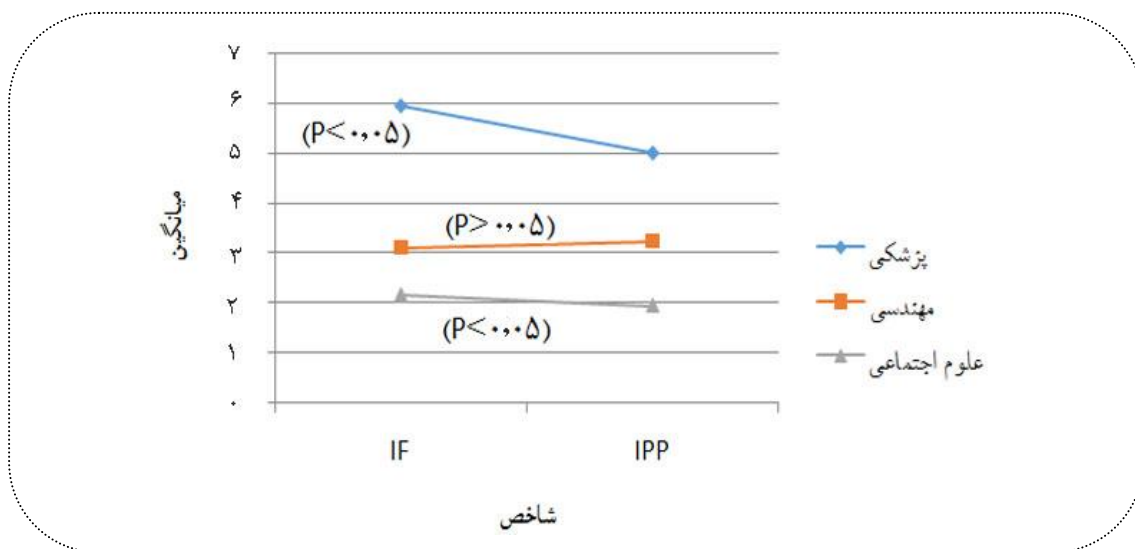 ۷
۶
۵
۴
۳
۲
۱
۰
میانگین
(P<۰,۰۵)
(P>۰,۰۵)
(P<۰,۰۵)
IF
IPP
شاخص
پزشکی
مهندسی
علوم اجتماعی